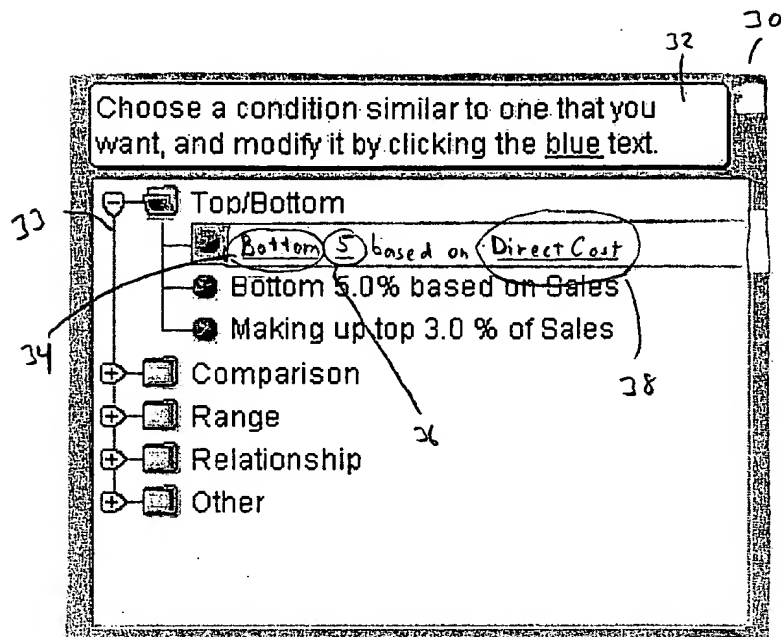 30
32
Choose a condition similar to one that you
want, and modify it by clicking the blue text.
33
Top/Bottom
Bottom 5 based on Direct Cost
Bottom 5.0% based on Sales
Making up top 3.0 % of Sales
34
36
38
Comparison
Range
Relationship
Other